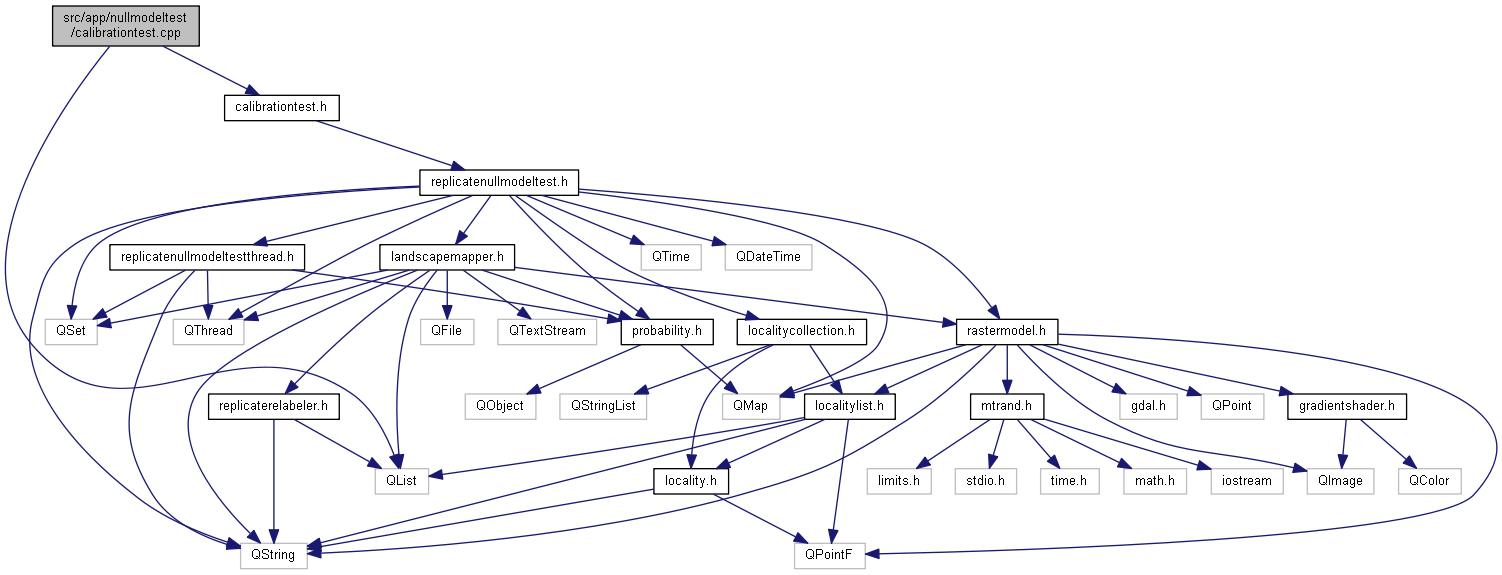 src/app/nullmodeltest
/calibrationtest.cpp
calibrationtest.h
replicatenullmodeltest.h
replicatenullmodeltestthread.h
landscapemapper.h
QTime
QDateTime
QSet
QThread
QFile
QTextStream
probability.h
localitycollection.h
rastermodel.h
replicaterelabeler.h
QObject
QStringList
QMap
localitylist.h
mtrand.h
gdal.h
QPoint
gradientshader.h
QList
locality.h
limits.h
stdio.h
time.h
math.h
iostream
QImage
QColor
QString
QPointF